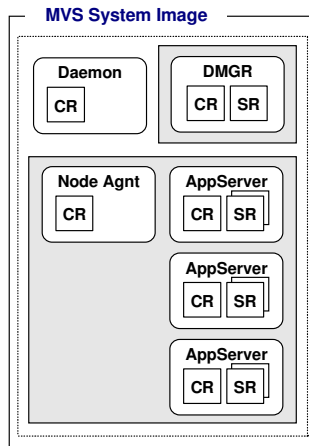 MVS System Image
Daemon
CR
DMGR
CR SR
Node Agnt
CR
AppServer
CR SR
AppServer
CR SR
AppServer
CR SR